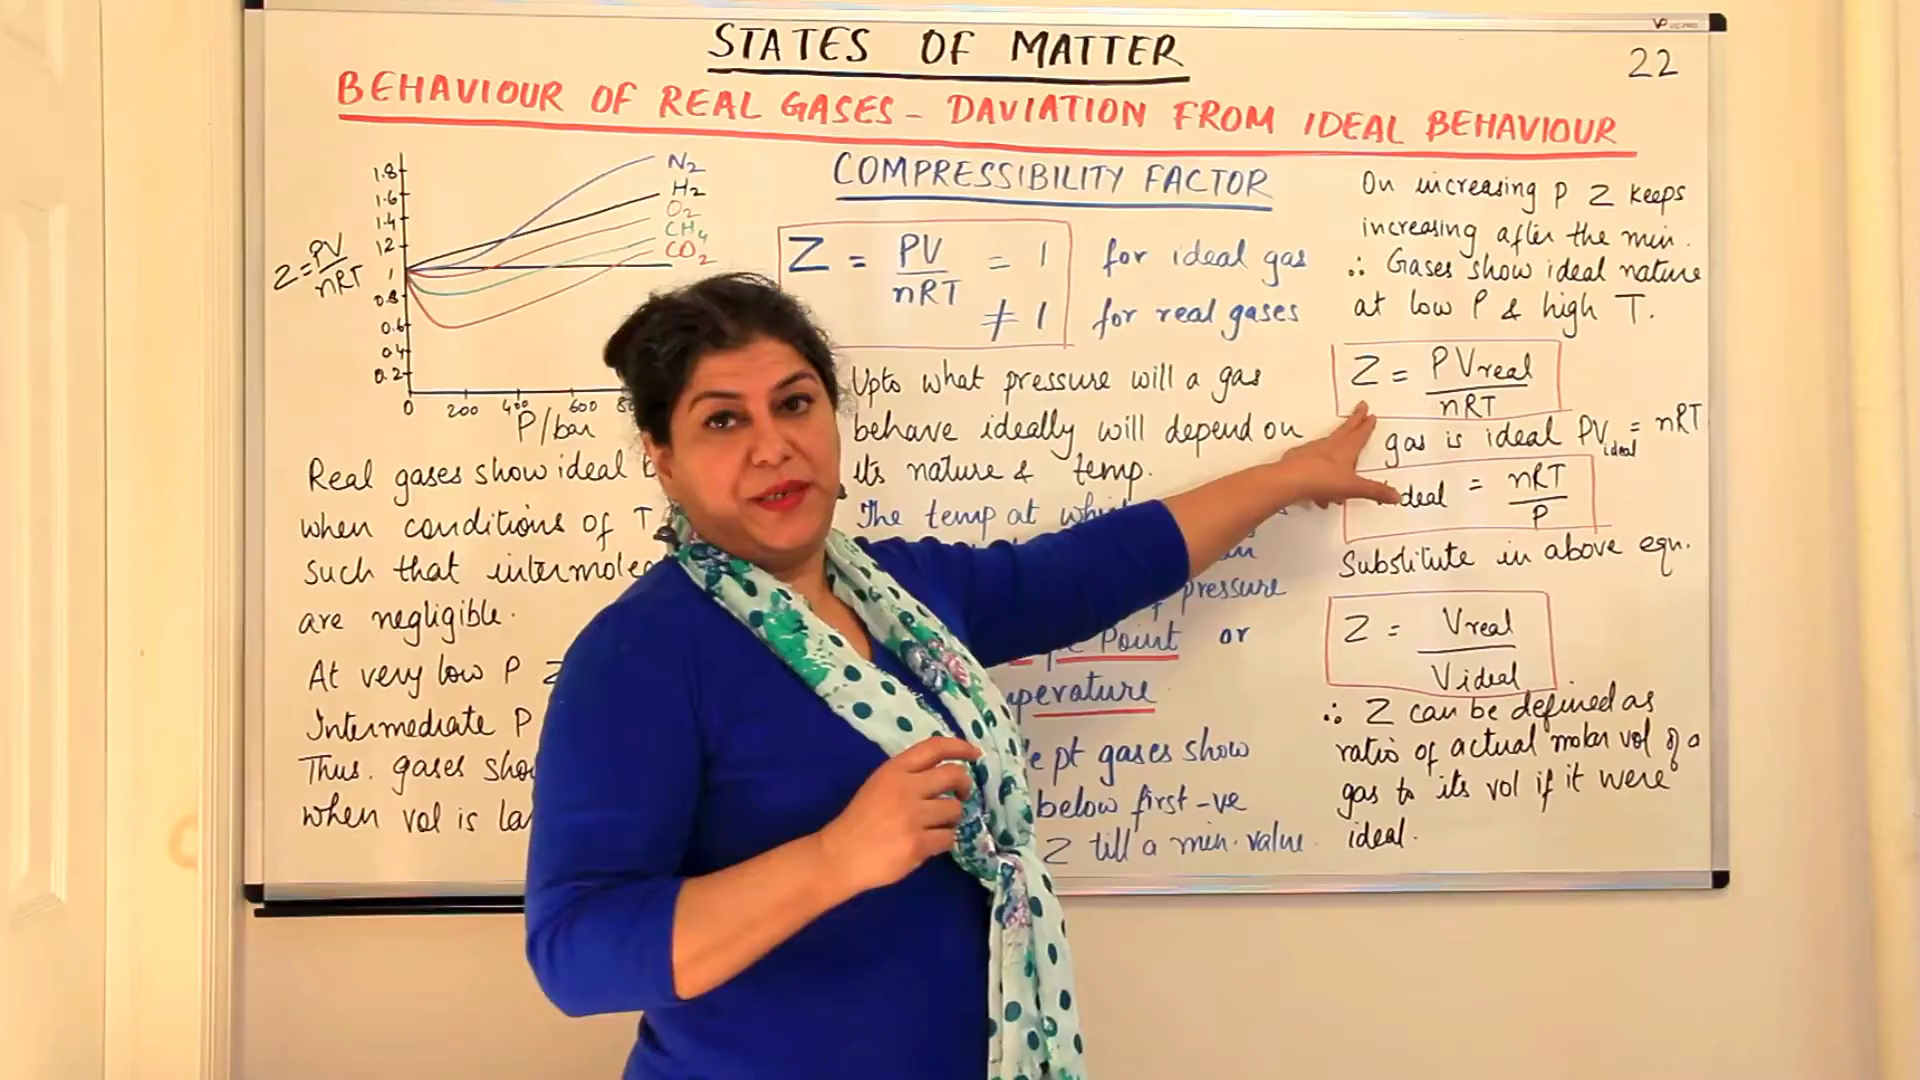 STATES OF MATTER
22
BEHAVIOUR OF REAL GASES - DAVIATION FROM IDEAL BEHAVIOUR
1.8
1.6
1.4
1.2
1
0.8
0.6
0.4
0.2
Z = PV/nRT
N2
H2
O2
CH4
CO2
0 200 400 600
P/bar
Real gases show ideal
when conditions of T
such that
are negligible.
At very low P Z
Intermediate P
Thus. gases
when vol is
COMPRESSIBILITY FACTOR
Z = PV/nRT = 1 for ideal gas
≠ 1 for real gases
Upto what pressure will a gas
behave ideally will depend on
its nature & temp.
The temp at
pressure
Point or
pt gases show
below first -ve
Z till a min. value.
On increasing P Z keeps
increasing after the min.
∴ Gases show ideal nature
at low P & high T.
Z = PVreal/nRT
gas is ideal PVideal = nRT
= nRT/P
Substitute in above eqn.
Z = Vreal/Videal
∴ Z can be defined as
ratio of actual molar vol of a
gas to its vol if it were
ideal.